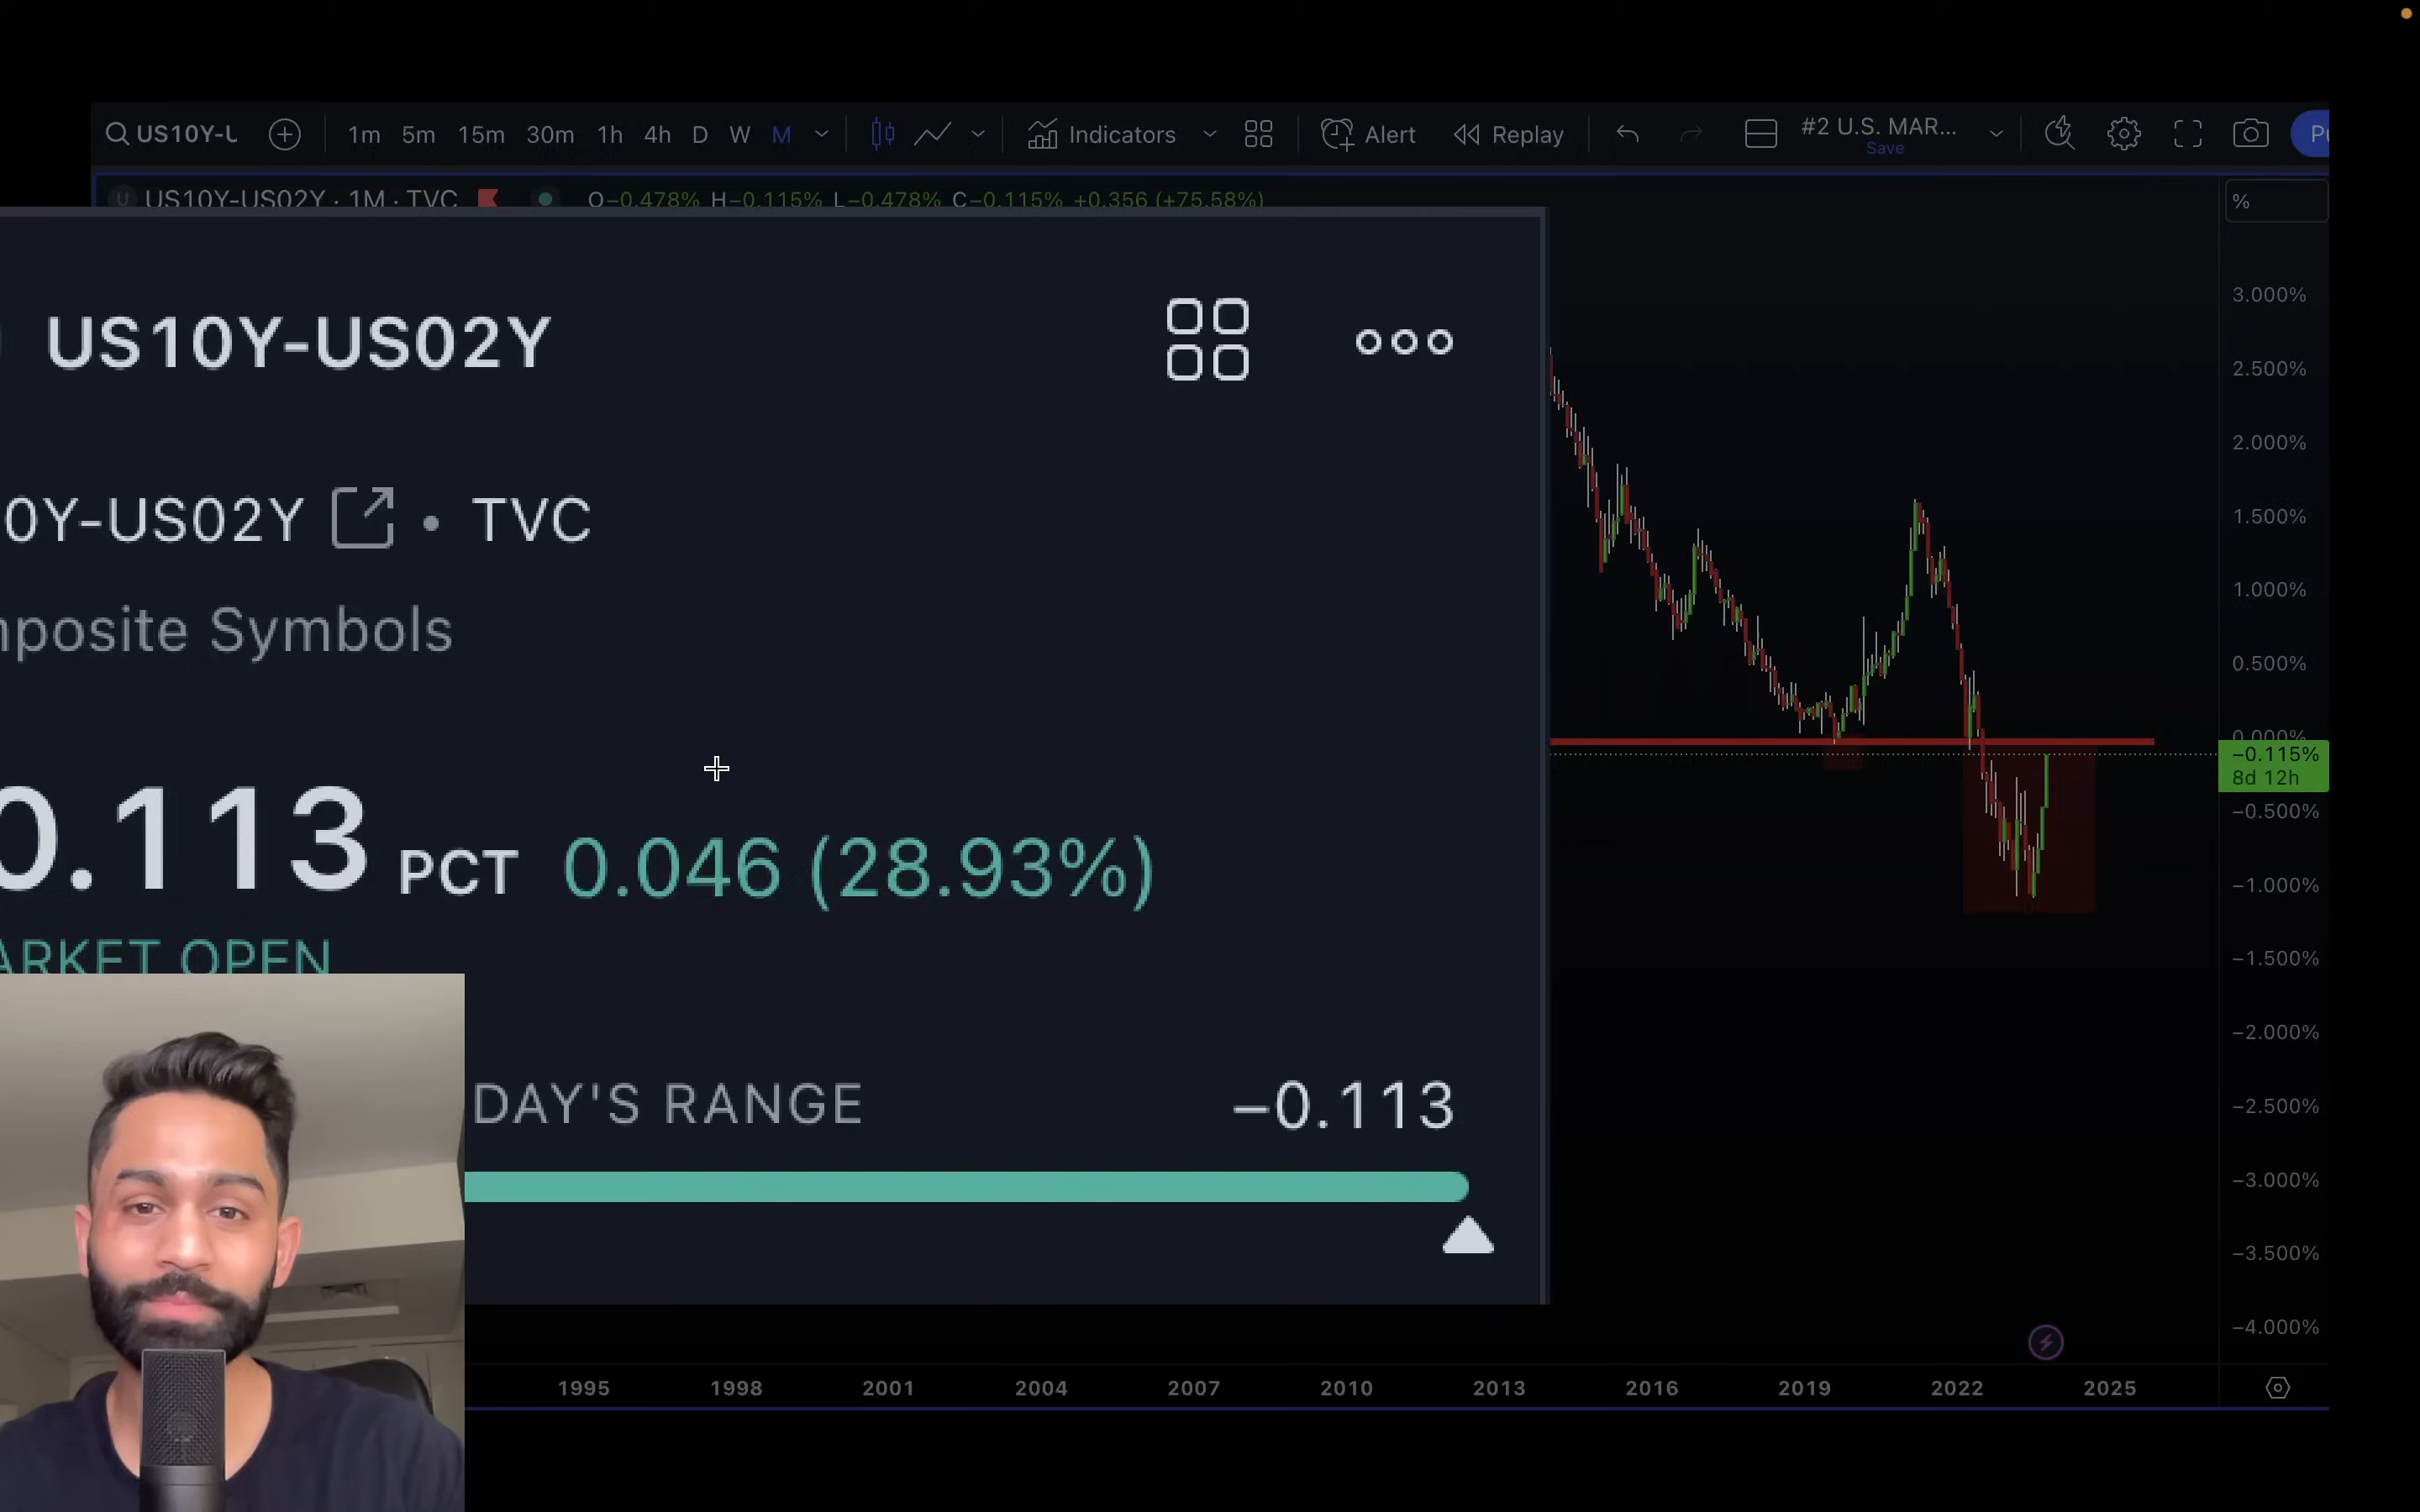 US10Y-U
1m 5m 15m 30m 1h 4h D W M Indicators Alert Replay #2 U.S. MAR... Pu
Save
U US10Y-US02Y · 1M · TVC O−0.478% H−0.115% L−0.478% C−0.115% +0.356 (+75.58%)
%
US10Y-US02Y
0Y-US02Y • TVC
mposite Symbols
0.113 PCT 0.046 (28.93%)
ARKET OPEN
DAY'S RANGE −0.113
3.000%
2.500%
2.000%
1.500%
1.000%
0.500%
0.000%
−0.115%
8d 12h
−0.500%
−1.000%
−1.500%
−2.000%
−2.500%
−3.000%
−3.500%
−4.000%
1995 1998 2001 2004 2007 2010 2013 2016 2019 2022 2025